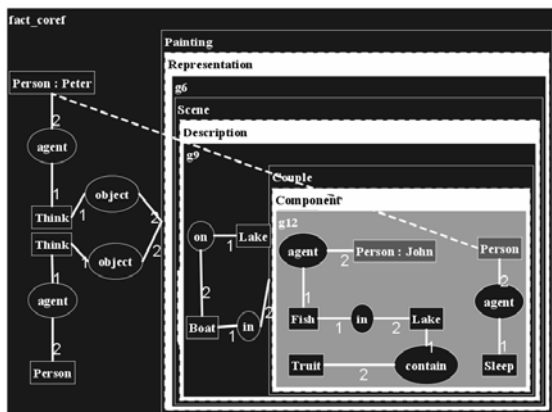 fact_coref
Painting
Representation
g6
Scene
Description
g9
Couple
Component
g12
Person : Peter
2
agent
1
Think
1
object
2
Think
1
object
2
agent
2
Person
on
1
Lake
2
Boat
1
in
2
agent
2
Person : John
1
Fish
1
in
2
Lake
1
contain
2
Truit
Person
2
agent
1
Sleep